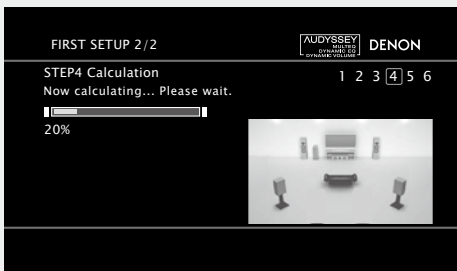 FIRST SETUP 2/2
AUDYSSEY
MULTEQ
DYNAMIC EQ
DYNAMIC VOLUME
DENON
STEP4 Calculation
1 2 3 4 5 6
Now calculating... Please wait.
20%